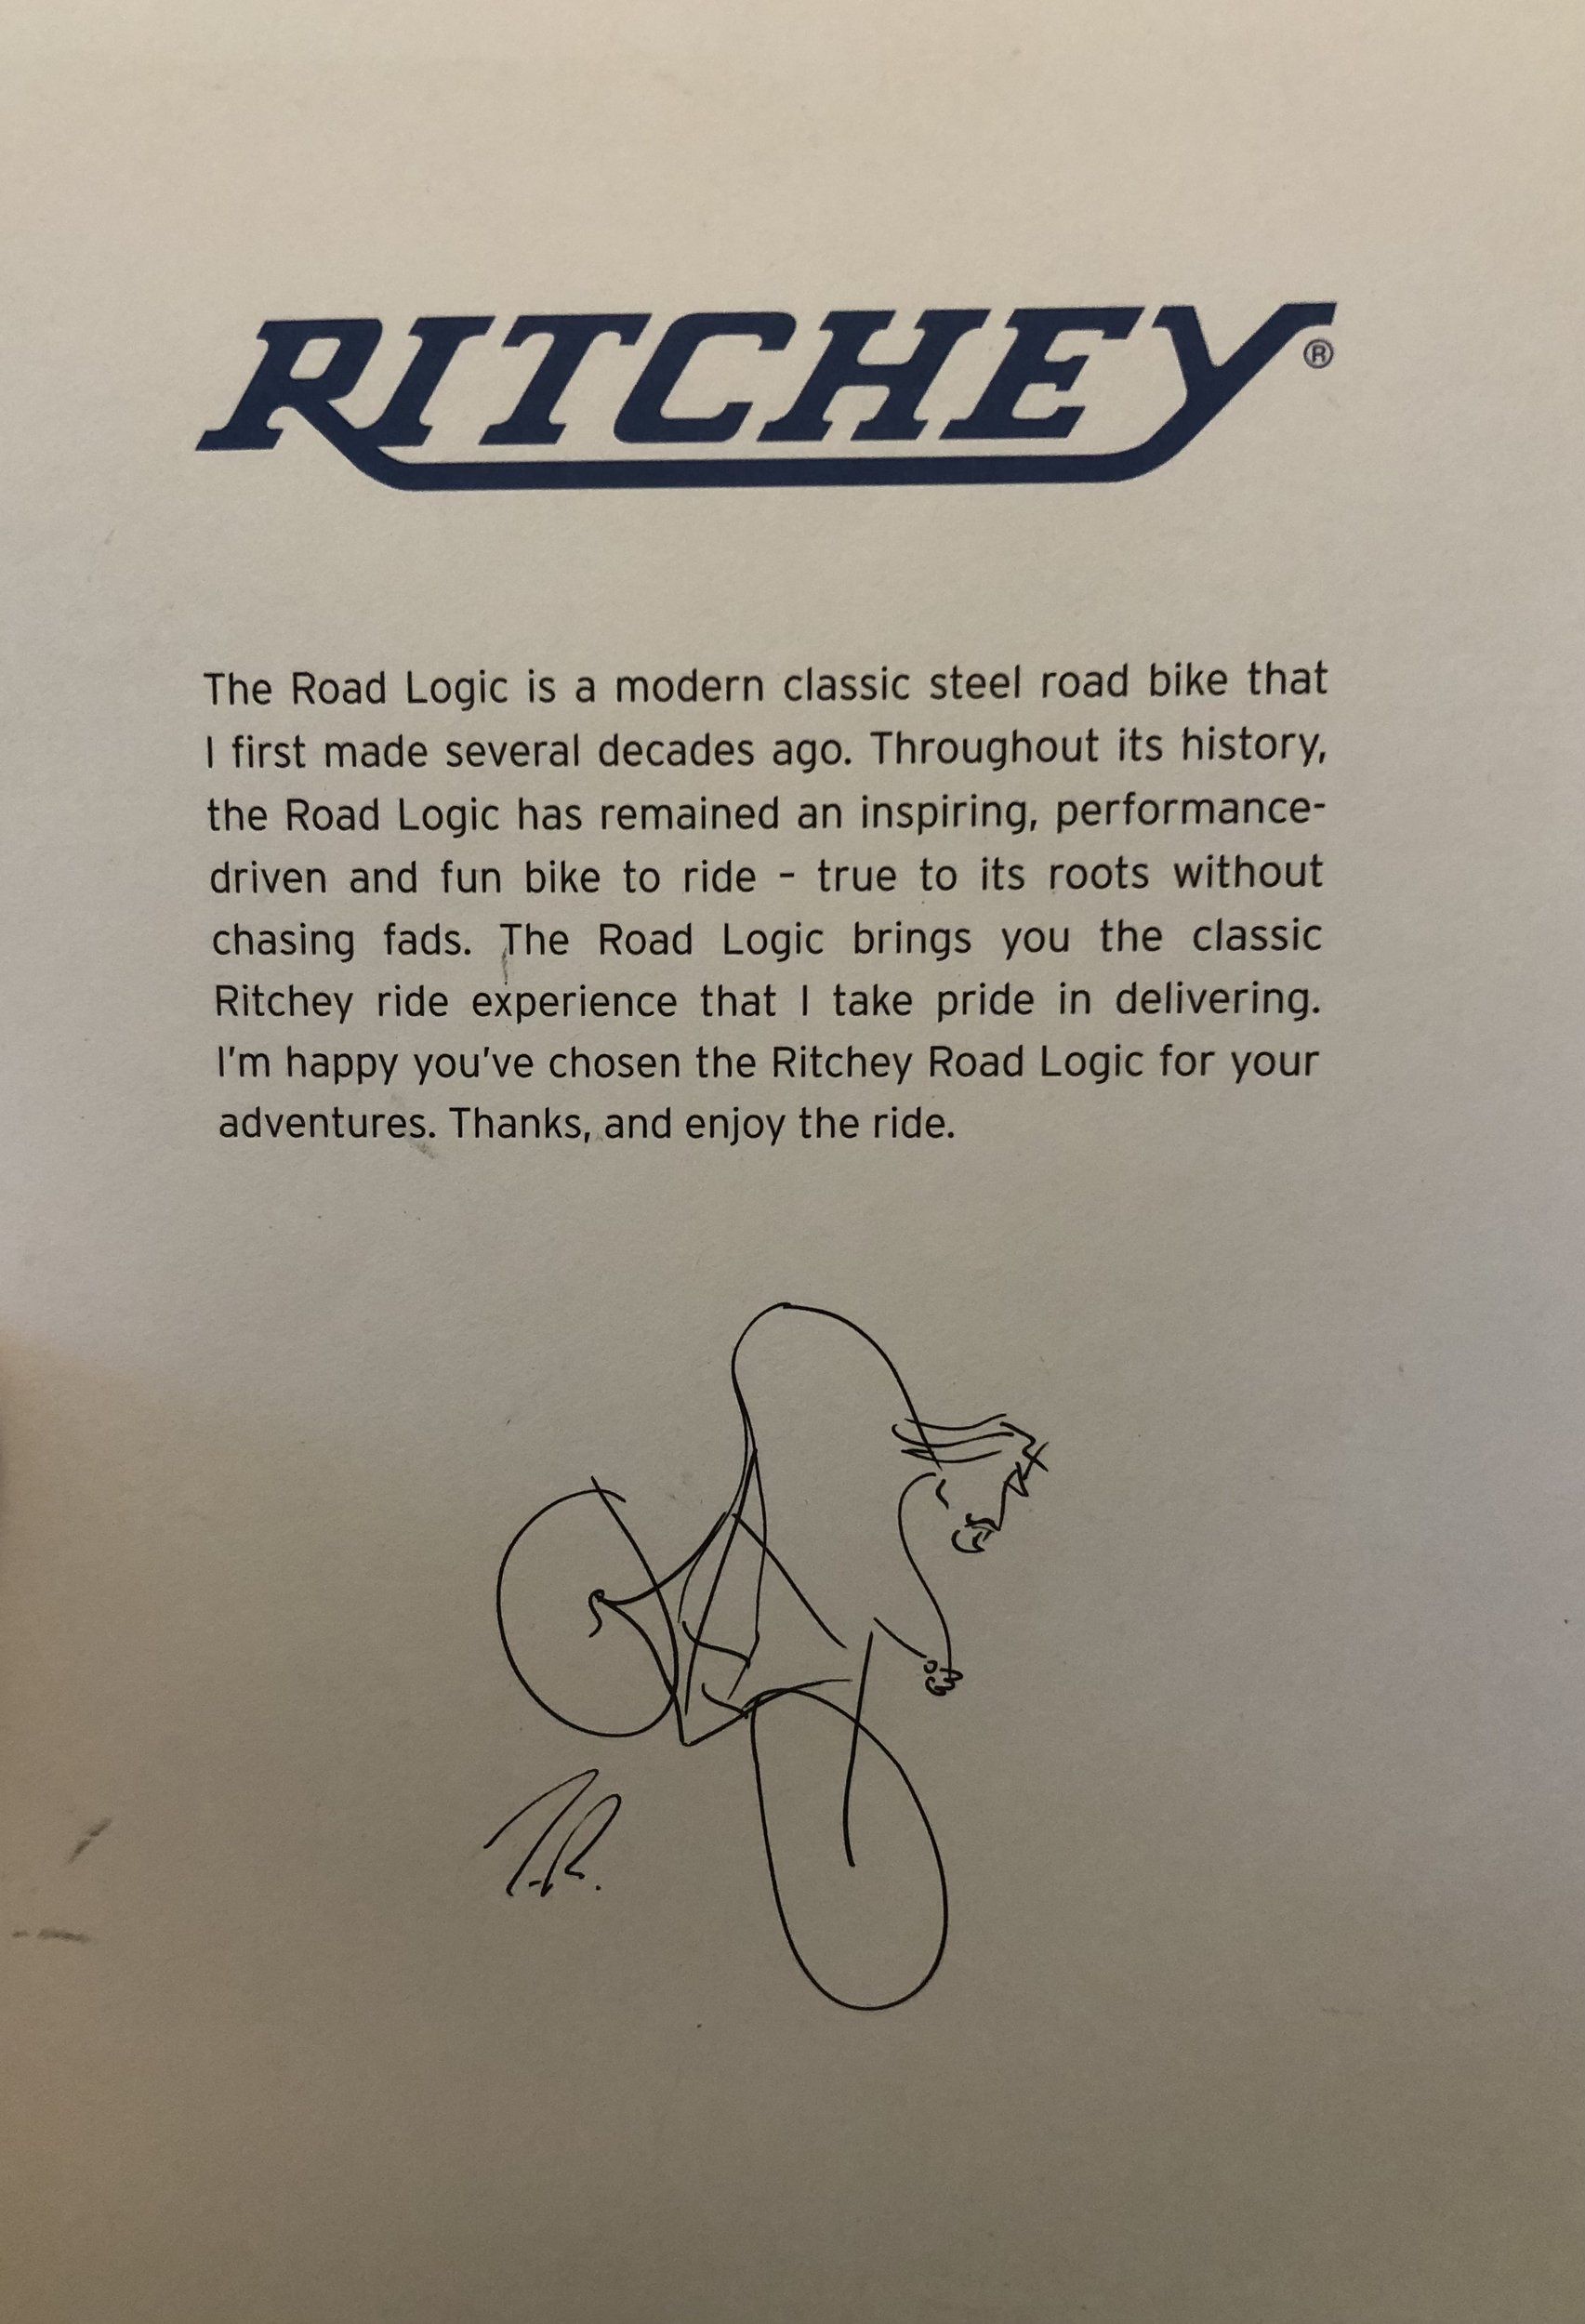 RITCHEY®
The Road Logic is a modern classic steel road bike that
I first made several decades ago. Throughout its history,
the Road Logic has remained an inspiring, performance-
driven and fun bike to ride - true to its roots without
chasing fads. The Road Logic brings you the classic
Ritchey ride experience that I take pride in delivering.
I'm happy you've chosen the Ritchey Road Logic for your
adventures. Thanks, and enjoy the ride.
T.R.